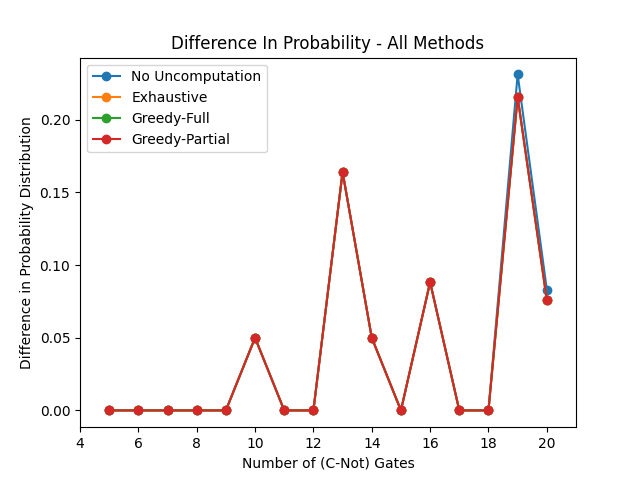 Difference In Probability - All Methods
No Uncomputation
Exhaustive
Greedy-Full
Greedy-Partial
Difference in Probability Distribution
0.20
0.15
0.10
0.05
0.00
4 6 8 10 12 14 16 18 20
Number of (C-Not) Gates